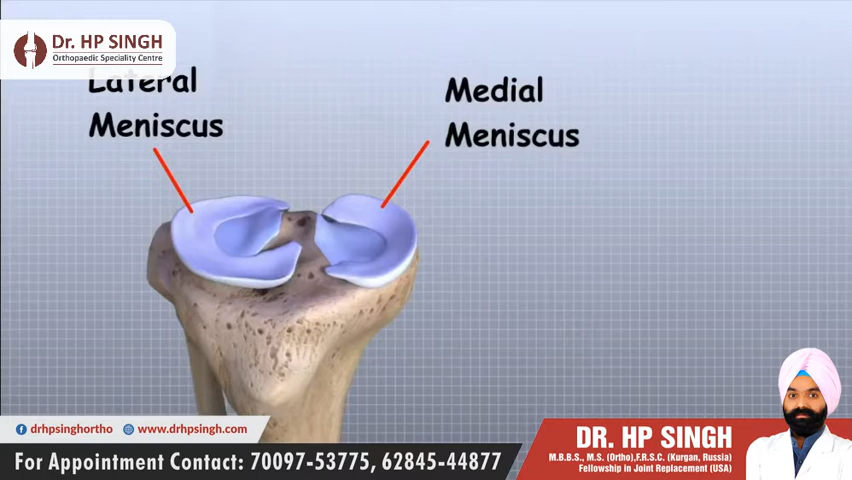 Dr. HP SINGH
Orthopaedic Speciality Centre
Lateral
Meniscus
Medial
Meniscus
drhpsinghortho
www.drhpsingh.com
For Appointment Contact: 70097-53775, 62845-44877
DR. HP SINGH
M.B.B.S., M.S. (Ortho),F.R.S.C. (Kurgan, Russia)
Fellowship in Joint Replacement (USA)